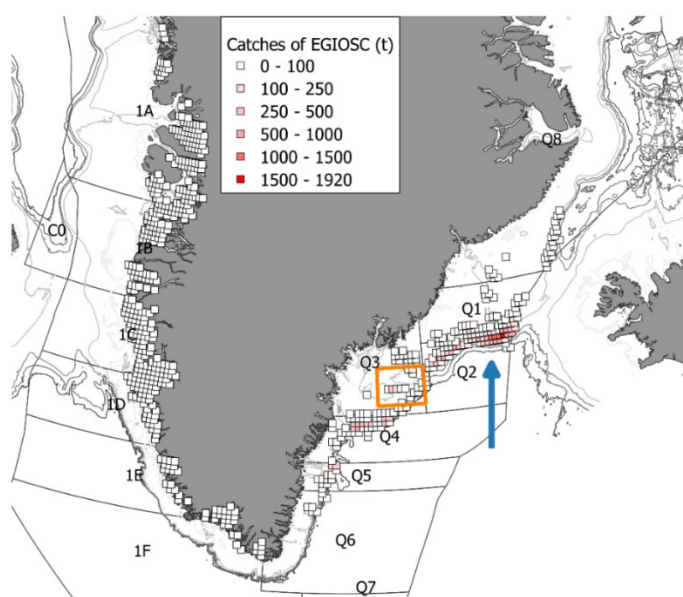 Catches of EGIOSC (t)
0 - 100
100 - 250
250 - 500
500 - 1000
1000 - 1500
1500 - 1920
1A
Q8
C0
1B
Q1
1C
Q3
Q2
1D
Q4
1E
Q5
Q6
1F
Q7